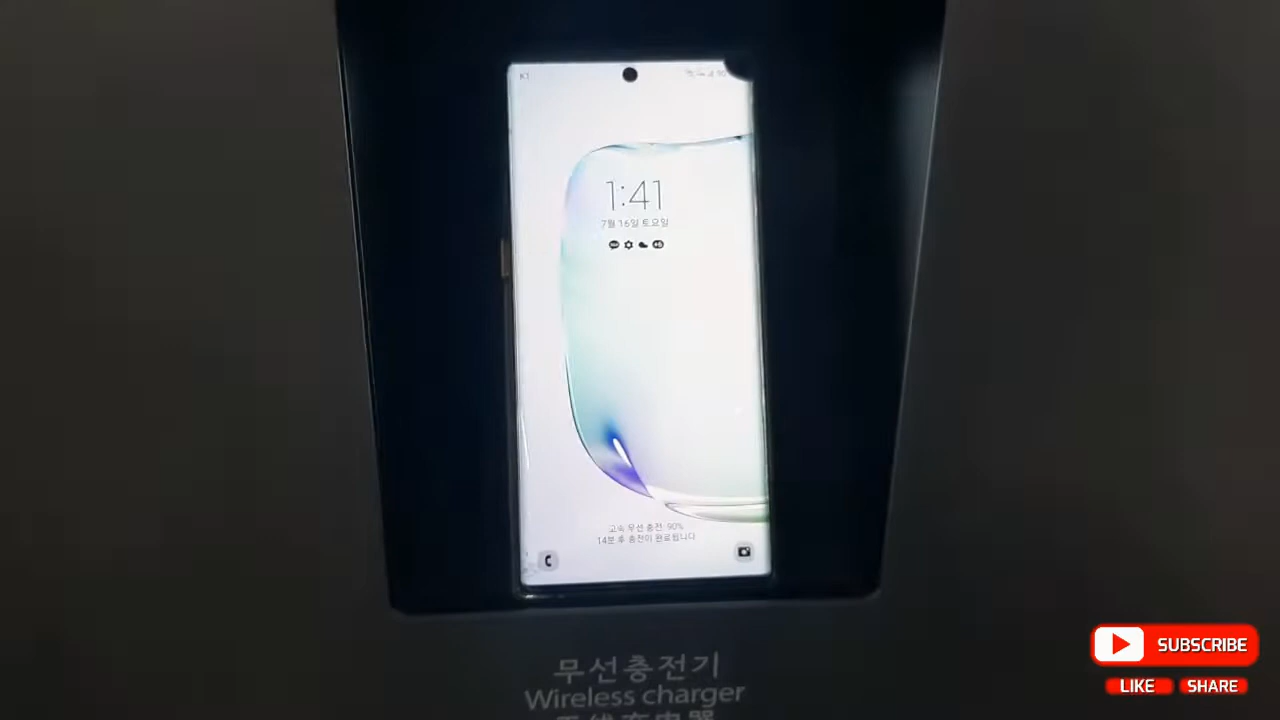 KT
1:41
7월 16일 토요일
+6
고속 무선 충전: 90%
14분 후 충전이 완료됩니다
무선충전기
Wireless charger
SUBSCRIBE
LIKE SHARE